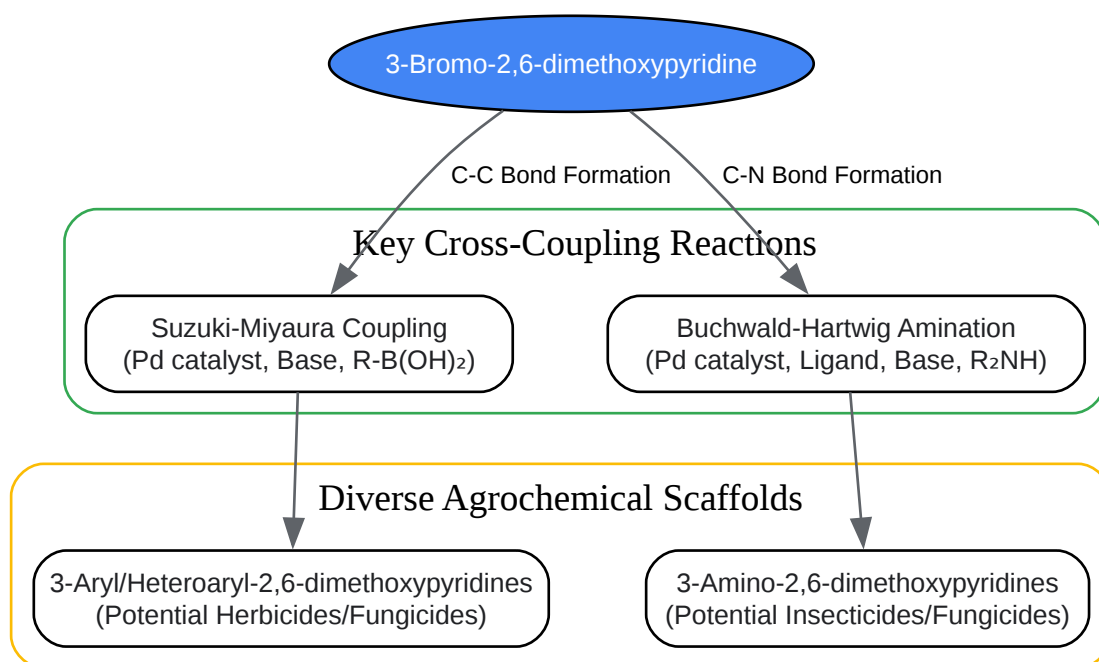 3-Bromo-2,6-dimethoxypyridine
C-C Bond Formation
C-N Bond Formation
Key Cross-Coupling Reactions
Suzuki-Miyaura Coupling
(Pd catalyst, Base, R-B(OH)₂)
Buchwald-Hartwig Amination
(Pd catalyst, Ligand, Base, R₂NH)
Diverse Agrochemical Scaffolds
3-Aryl/Heteroaryl-2,6-dimethoxypyridines
(Potential Herbicides/Fungicides)
3-Amino-2,6-dimethoxypyridines
(Potential Insecticides/Fungicides)